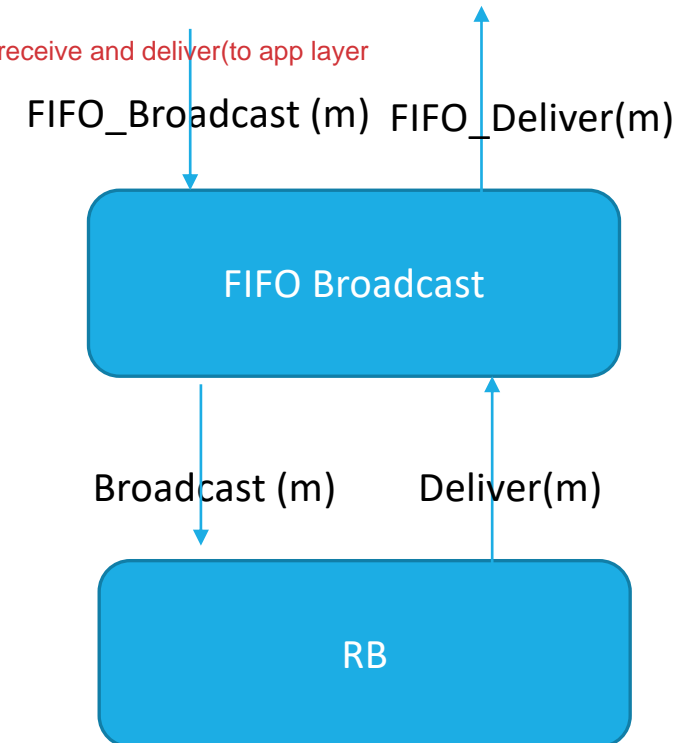 receive and deliver(to app layer
FIFO_Broadcast (m) FIFO_Deliver(m)
FIFO Broadcast
Broadcast (m) Deliver(m)
RB